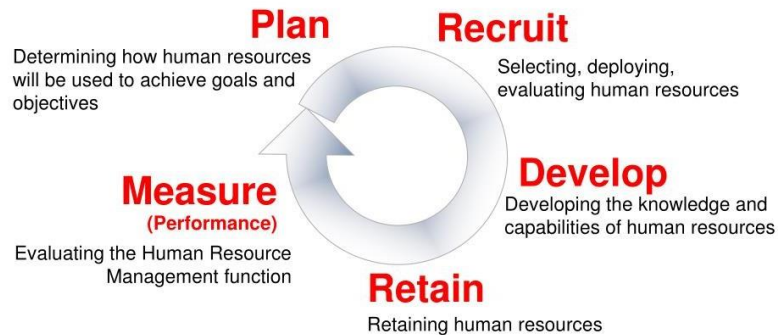 Plan
Determining how human resources
will be used to achieve goals and
objectives
Recruit
Selecting, deploying,
evaluating human resources
Develop
Developing the knowledge and
capabilities of human resources
Retain
Retaining human resources
Measure
(Performance)
Evaluating the Human Resource
Management function